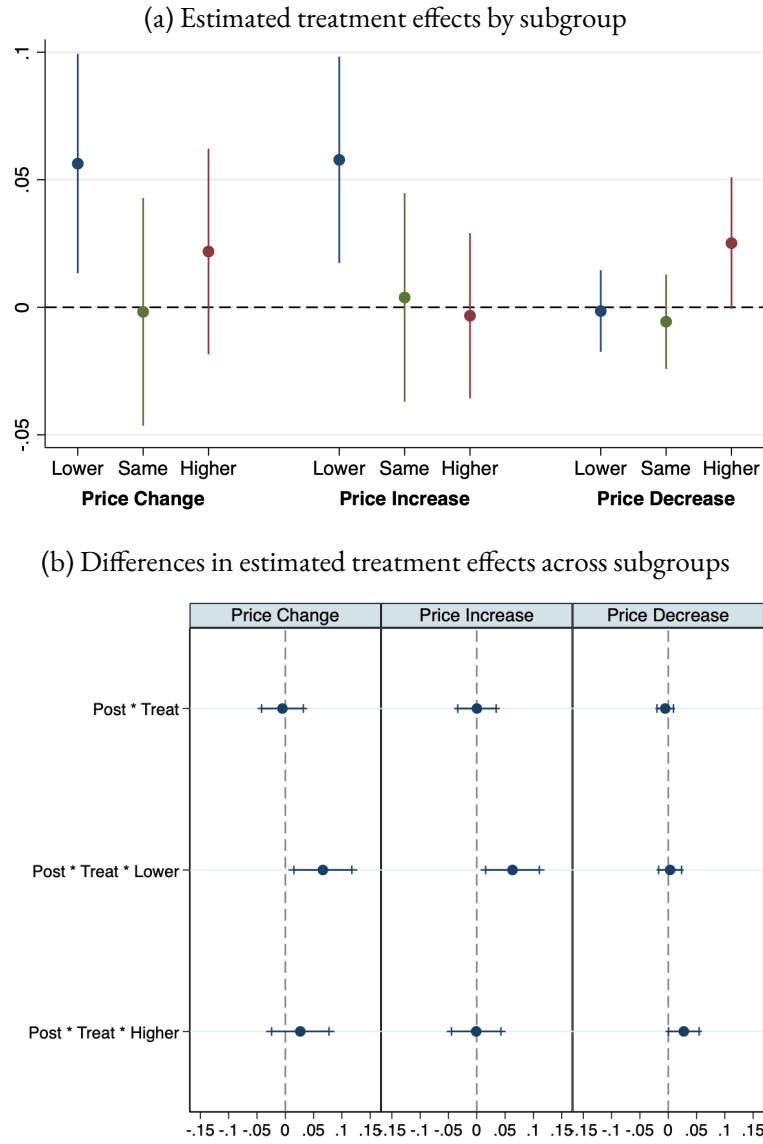 (a) Estimated treatment effects by subgroup
.1
.05
0
-.05
Lower Same Higher Lower Same Higher Lower Same Higher
Price Change Price Increase Price Decrease
(b) Differences in estimated treatment effects across subgroups
Price Change Price Increase Price Decrease
Post * Treat
Post * Treat * Lower
Post * Treat * Higher
-.15 -.1 -.05 0 .05 .1 .15 -.15 -.1 -.05 0 .05 .1 .15 -.15 -.1 -.05 0 .05 .1 .15